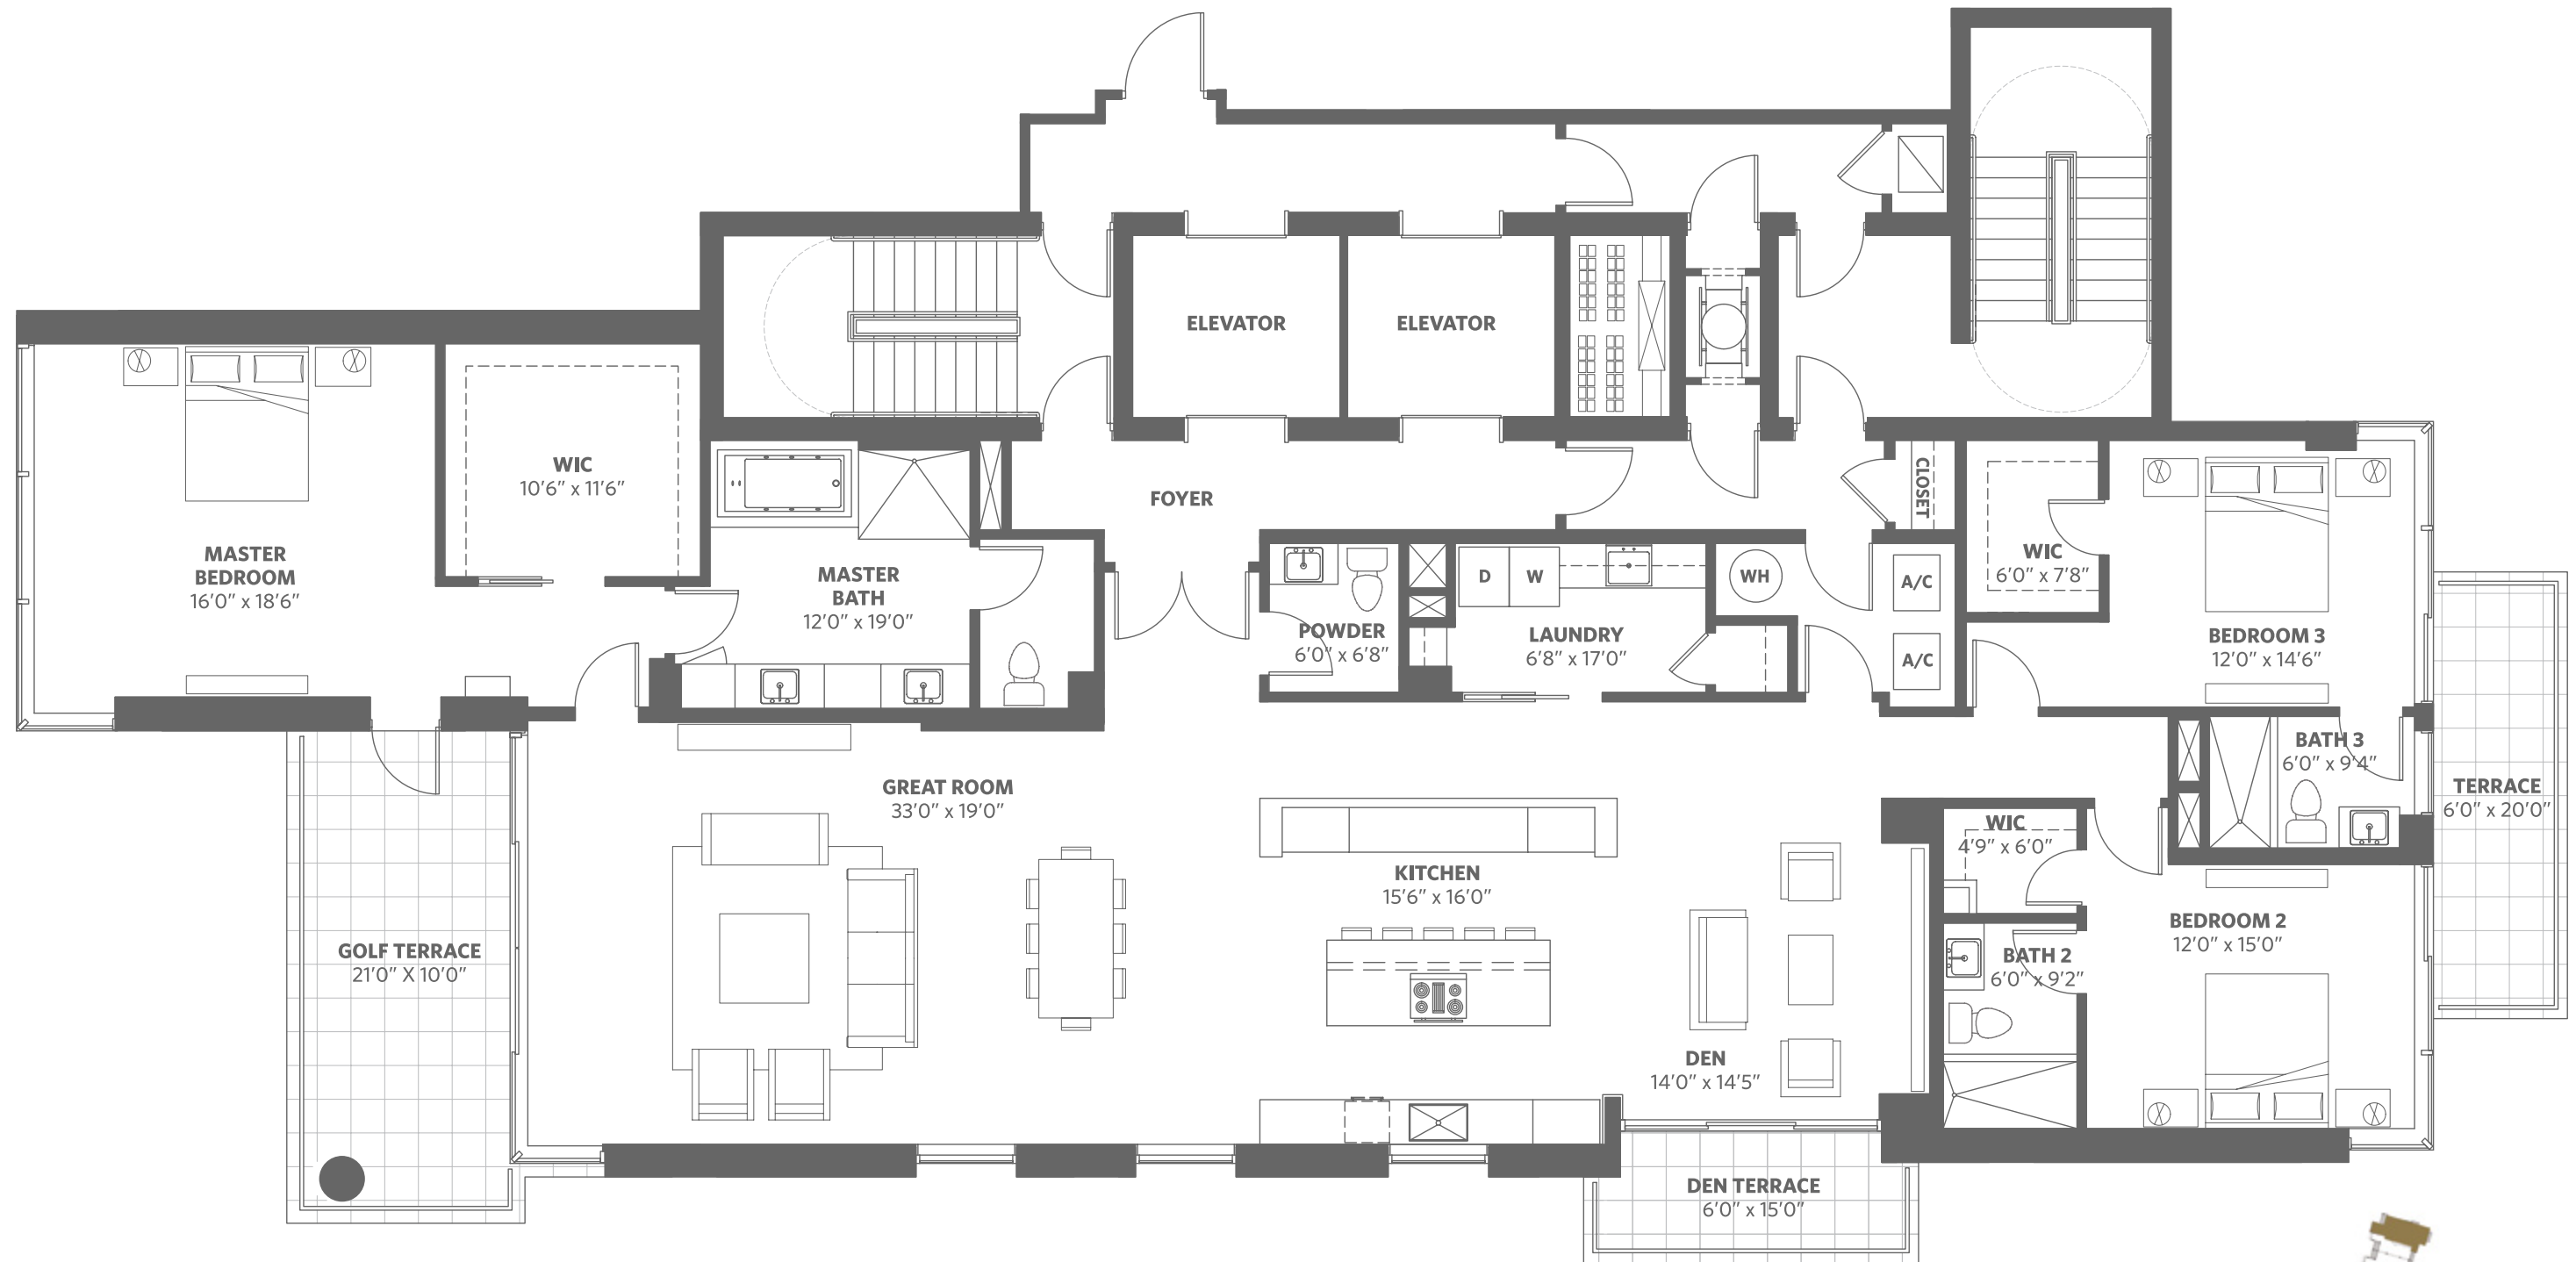 ELEVATOR
ELEVATOR
WIC
10'6" x 11'6"
FOYER
CLOSET
MASTER
BEDROOM
16'0" x 18'6"
MASTER
BATH
12'0" x 19'0"
POWDER
6'0" x 6'8"
D
W
LAUNDRY
6'8" x 17'0"
WH
A/C
A/C
WIC
6'0" x 7'8"
BEDROOM 3
12'0" x 14'6"
BATH 3
6'0" x 9'4"
TERRACE
6'0" x 20'0"
GREAT ROOM
33'0" x 19'0"
KITCHEN
15'6" x 16'0"
WIC
4'9" x 6'0"
BEDROOM 2
12'0" x 15'0"
BATH 2
6'0" x 9'2"
GOLF TERRACE
21'0" X 10'0"
DEN
14'0" x 14'5"
DEN TERRACE
6'0" x 15'0"